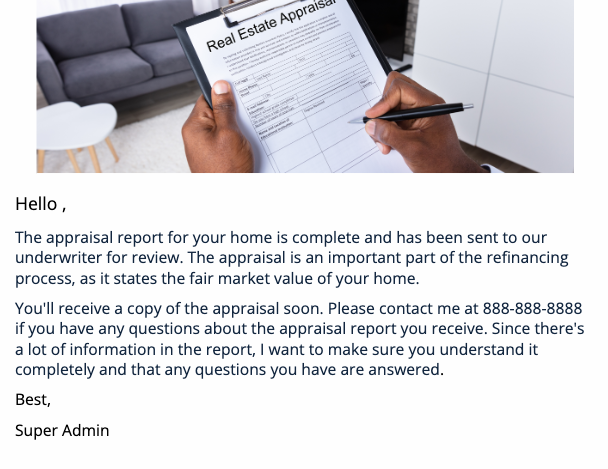 Real Estate Appraisal
Hello ,
The appraisal report for your home is complete and has been sent to our
underwriter for review. The appraisal is an important part of the refinancing
process, as it states the fair market value of your home.
You'll receive a copy of the appraisal soon. Please contact me at 888-888-8888
if you have any questions about the appraisal report you receive. Since there's
a lot of information in the report, I want to make sure you understand it
completely and that any questions you have are answered.
Best,
Super Admin